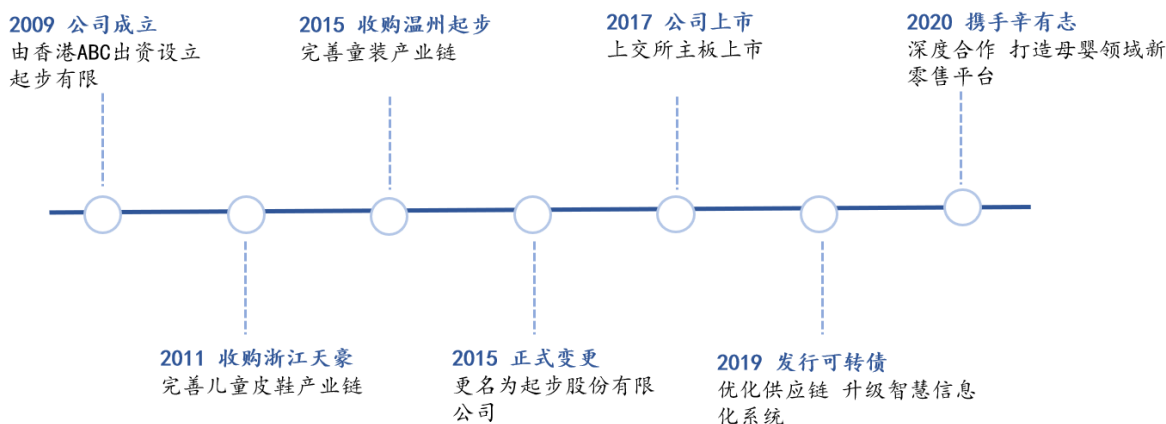 2009 公司成立
由香港ABC出资设立
起步有限
2015 收购温州起步
完善童装产业链
2017 公司上市
上交所主板上市
2020 携手辛有志
深度合作 打造母婴领域新
零售平台
2011 收购浙江天豪
完善儿童皮鞋产业链
2015 正式变更
更名为起步股份有限
公司
2019 发行可转债
优化供应链 升级智慧信息
化系统